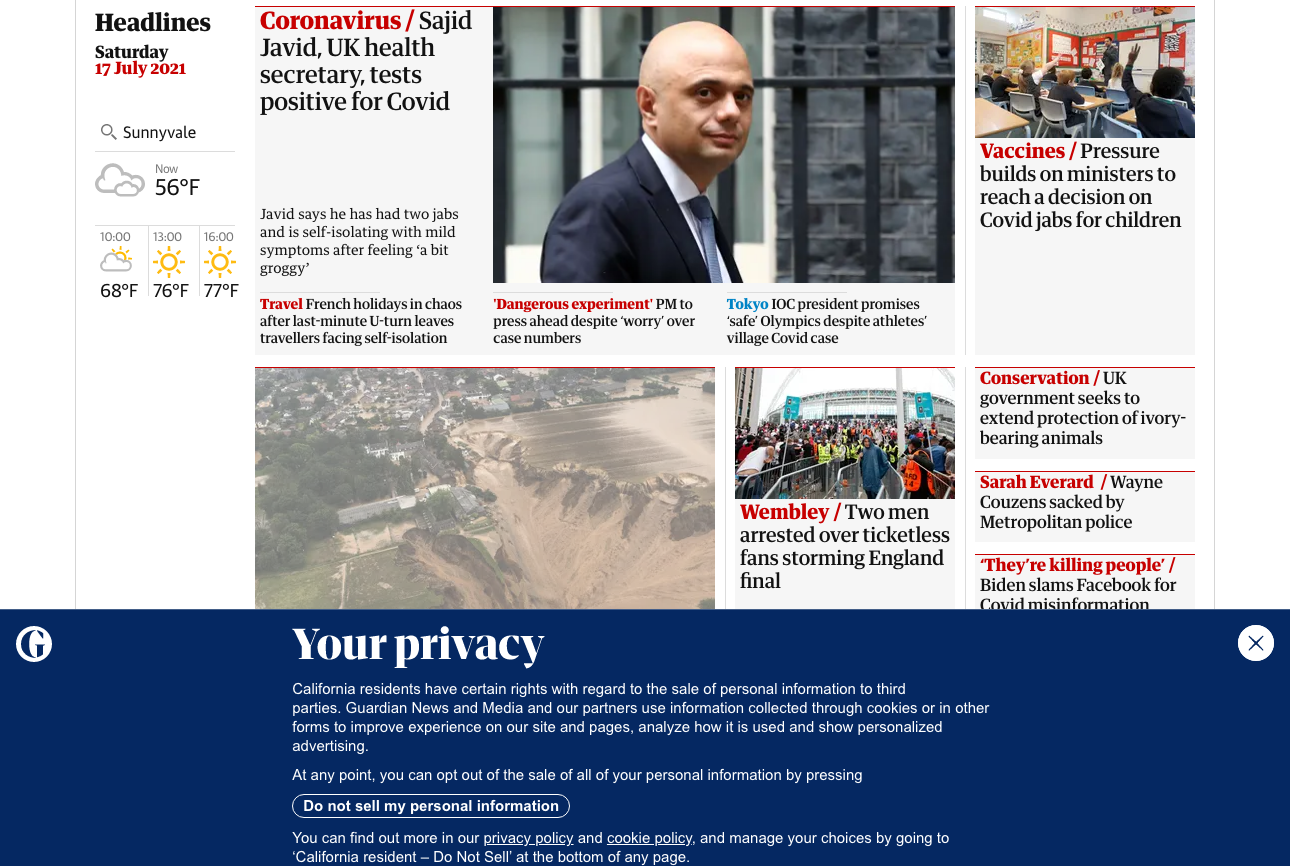 Headlines
Saturday
17 July 2021
Sunnyvale
Now
56°F
10:00
13:00
16:00
68°F
76°F
77°F
Coronavirus / Sajid
Javid, UK health
secretary, tests
positive for Covid
Javid says he has had two jabs
and is self-isolating with mild
symptoms after feeling ‘a bit
groggy’
Travel French holidays in chaos
after last-minute U-turn leaves
travellers facing self-isolation
'Dangerous experiment' PM to
press ahead despite ‘worry’ over
case numbers
Tokyo IOC president promises
‘safe’ Olympics despite athletes’
village Covid case
Vaccines / Pressure
builds on ministers to
reach a decision on
Covid jabs for children
Wembley / Two men
arrested over ticketless
fans storming England
final
Conservation / UK
government seeks to
extend protection of ivory-
bearing animals
Sarah Everard / Wayne
Couzens sacked by
Metropolitan police
‘They’re killing people’ /
Biden slams Facebook for
Covid misinformation
G
Your privacy
California residents have certain rights with regard to the sale of personal information to third
parties. Guardian News and Media and our partners use information collected through cookies or in other
forms to improve experience on our site and pages, analyze how it is used and show personalized
advertising.
At any point, you can opt out of the sale of all of your personal information by pressing
Do not sell my personal information
You can find out more in our privacy policy and cookie policy, and manage your choices by going to
‘California resident – Do Not Sell’ at the bottom of any page.